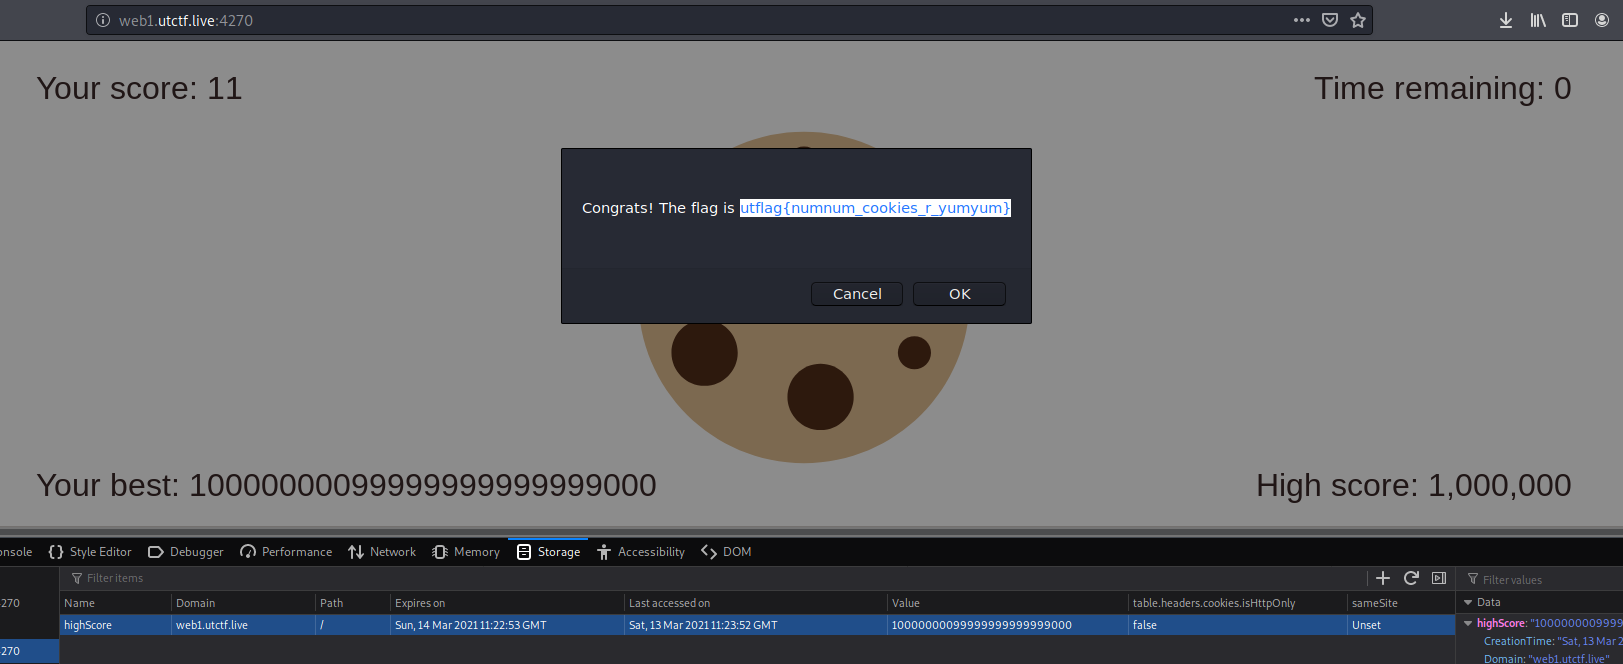 web1.utctf.live:4270
Your score: 11
Time remaining: 0
Congrats! The flag is utflag{numnum_cookies_r_yumyum}
Cancel
OK
Your best: 10000000099999999999999999000
High score: 1,000,000
onsole
Style Editor
Debugger
Performance
Network
Memory
Storage
Accessibility
DOM
Filter items
Filter values
270
Name
Domain
Path
Expires on
Last accessed on
Value
table.headers.cookies.isHttpOnly
sameSite
Data
highScore
web1.utctf.live
/
Sun, 14 Mar 2021 11:22:53 GMT
Sat, 13 Mar 2021 11:23:52 GMT
10000000099999999999999999000
false
Unset
highScore: "1000000009999
270
CreationTime: "Sat, 13 Mar 2
Domain: "web1.utctf.live"